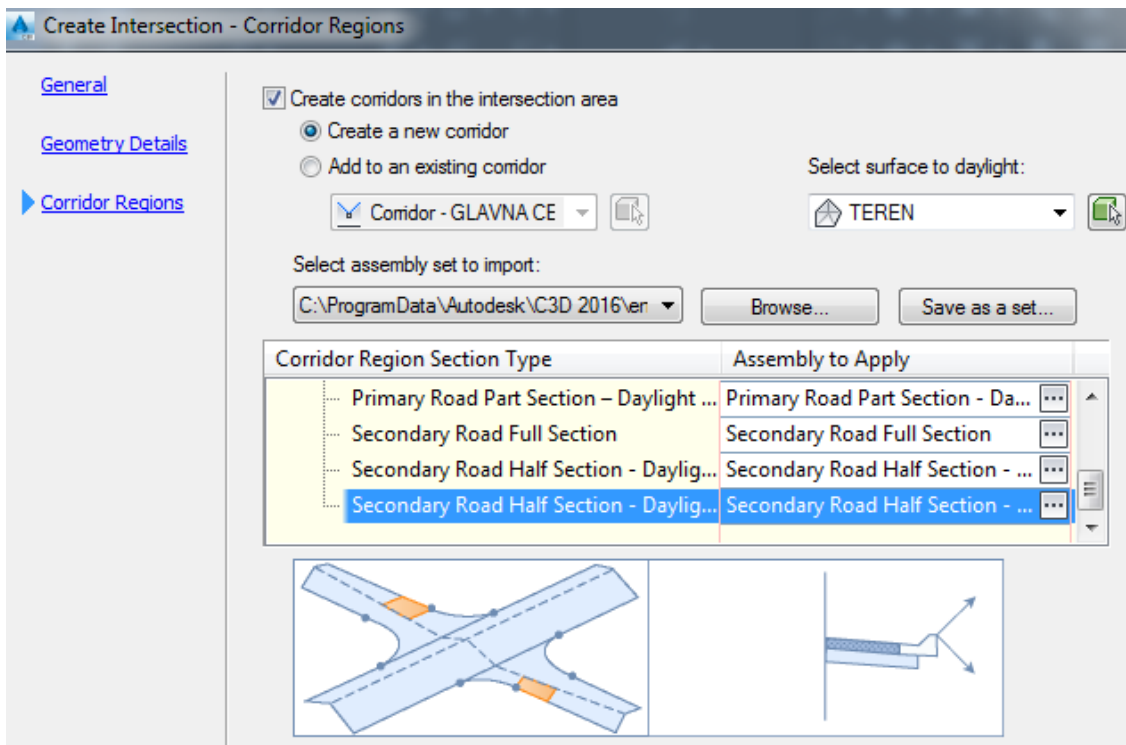 Create Intersection - Corridor Regions
General
Geometry Details
Corridor Regions
Create corridors in the intersection area
Create a new corridor
Add to an existing corridor
Select surface to daylight:
Corridor - GLAVNA CE
TEREN
Select assembly set to import:
C:\ProgramData\Autodesk\C3D 2016\en
Browse...
Save as a set...
Corridor Region Section Type Assembly to Apply
Primary Road Part Section – Daylight ... Primary Road Part Section - Da... ...
Secondary Road Full Section Secondary Road Full Section ...
Secondary Road Half Section - Daylig... Secondary Road Half Section - ... ...
Secondary Road Half Section - Daylig... Secondary Road Half Section - ... ...